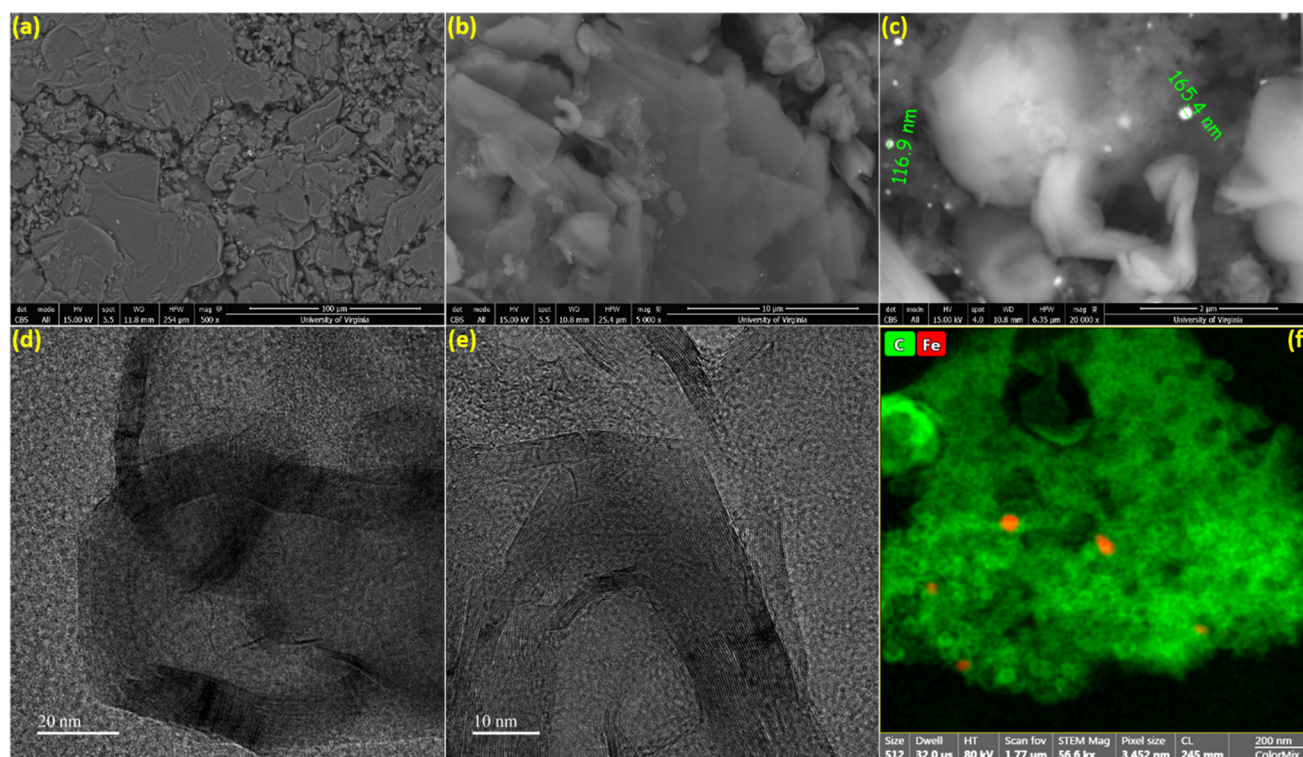 (a)
det mode HV spot WD HFW mag 100 µm
CBS All 15.00 kV 5.5 11.8 mm 254 µm 500 x University of Virginia
(b)
det mode HV spot WD HFW mag 10 µm
CBS All 15.00 kV 5.5 10.8 mm 25.4 µm 5 000 x University of Virginia
(c)
116.9 nm
165.4 nm
det mode HV spot WD HFW mag 2 µm
CBS All 15.00 kV 4.0 10.8 mm 6.35 µm 20 000 x University of Virginia
(d)
20 nm
(e)
10 nm
C Fe (f)
Size Dwell HT Scan fov STEM Mag Pixel size CL 200 nm
512 32.0 µs 80 kV 1.77 µm 56.6 kx 3.452 nm 245 mm ColorMix